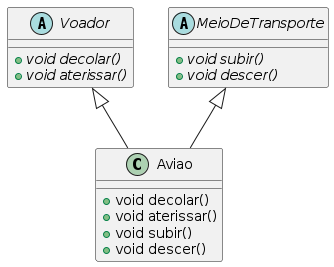 A Voador
void decolar()
void aterissar()
A MeioDeTransporte
void subir()
void descer()
C Aviao
void decolar()
void aterissar()
void subir()
void descer()